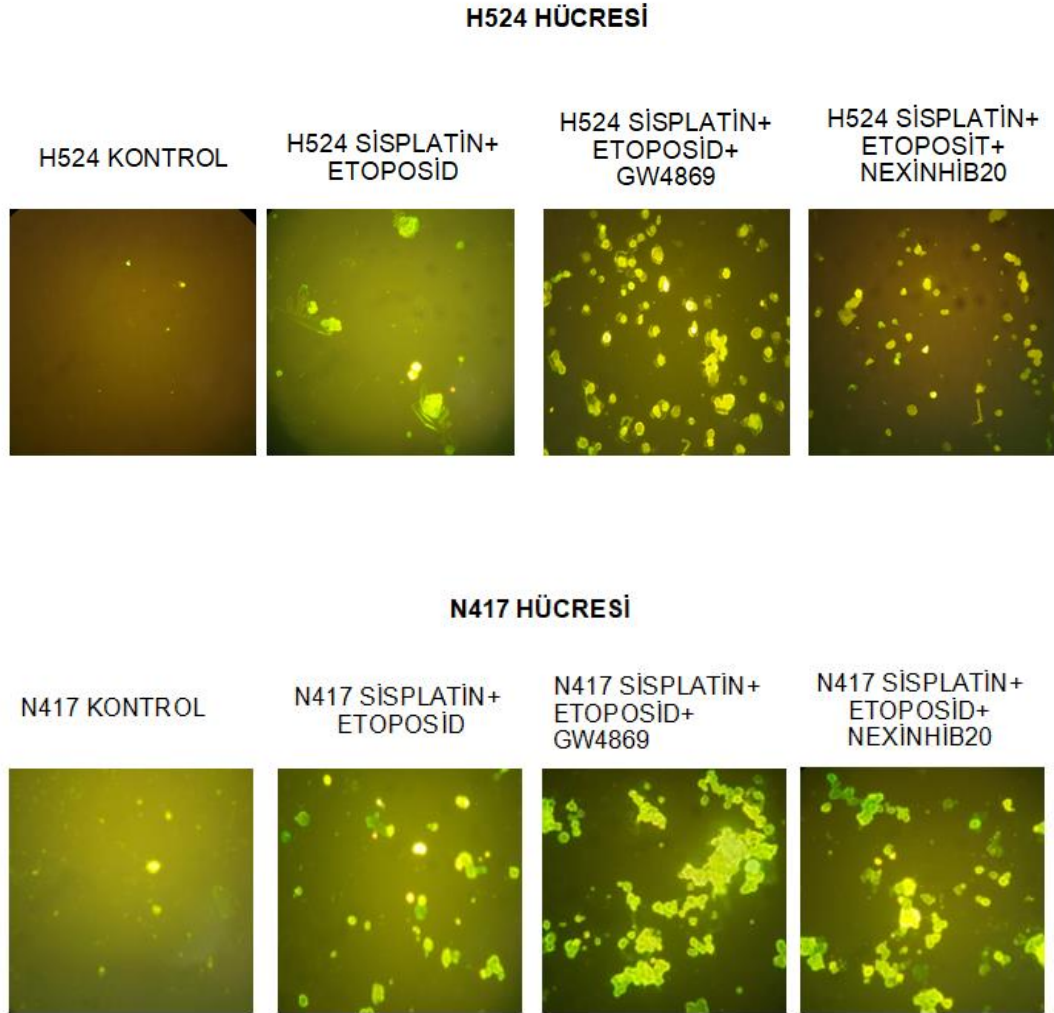 H524 HÜCRESİ
H524 KONTROL
H524 SİSPLATİN+
ETOPOSİD
H524 SİSPLATİN+
ETOPOSİD+
GW4869
H524 SİSPLATİN+
ETOPOSİT+
NEXİNHİB20
N417 HÜCRESİ
N417 KONTROL
N417 SİSPLATİN+
ETOPOSİD
N417 SİSPLATİN+
ETOPOSİD+
GW4869
N417 SİSPLATİN+
ETOPOSİD+
NEXİNHİB20